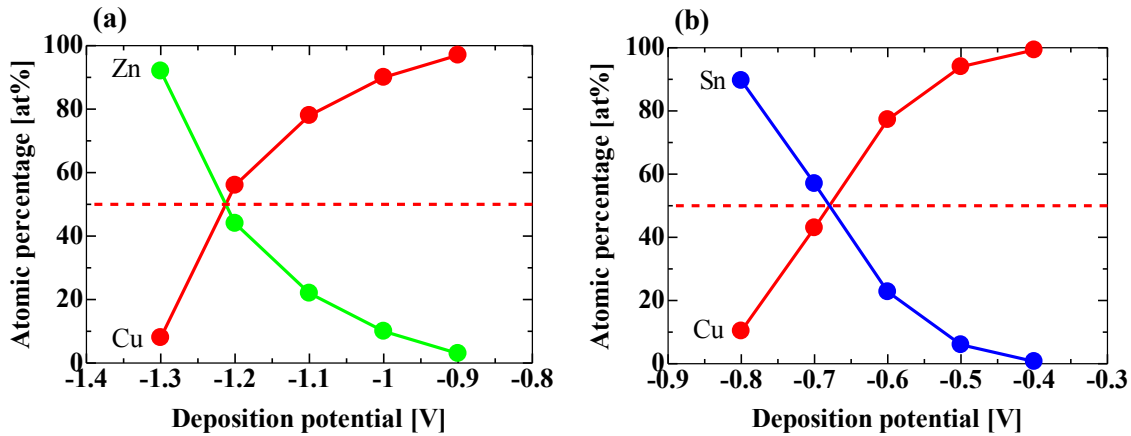 (a)
100
80
60
40
20
0
Zn
Cu
-1.4 -1.3 -1.2 -1.1 -1 -0.9 -0.8
Atomic percentage [at%]
Deposition potential [V]
(b)
100
80
60
40
20
0
Sn
Cu
-0.9 -0.8 -0.7 -0.6 -0.5 -0.4 -0.3
Atomic percentage [at%]
Deposition potential [V]